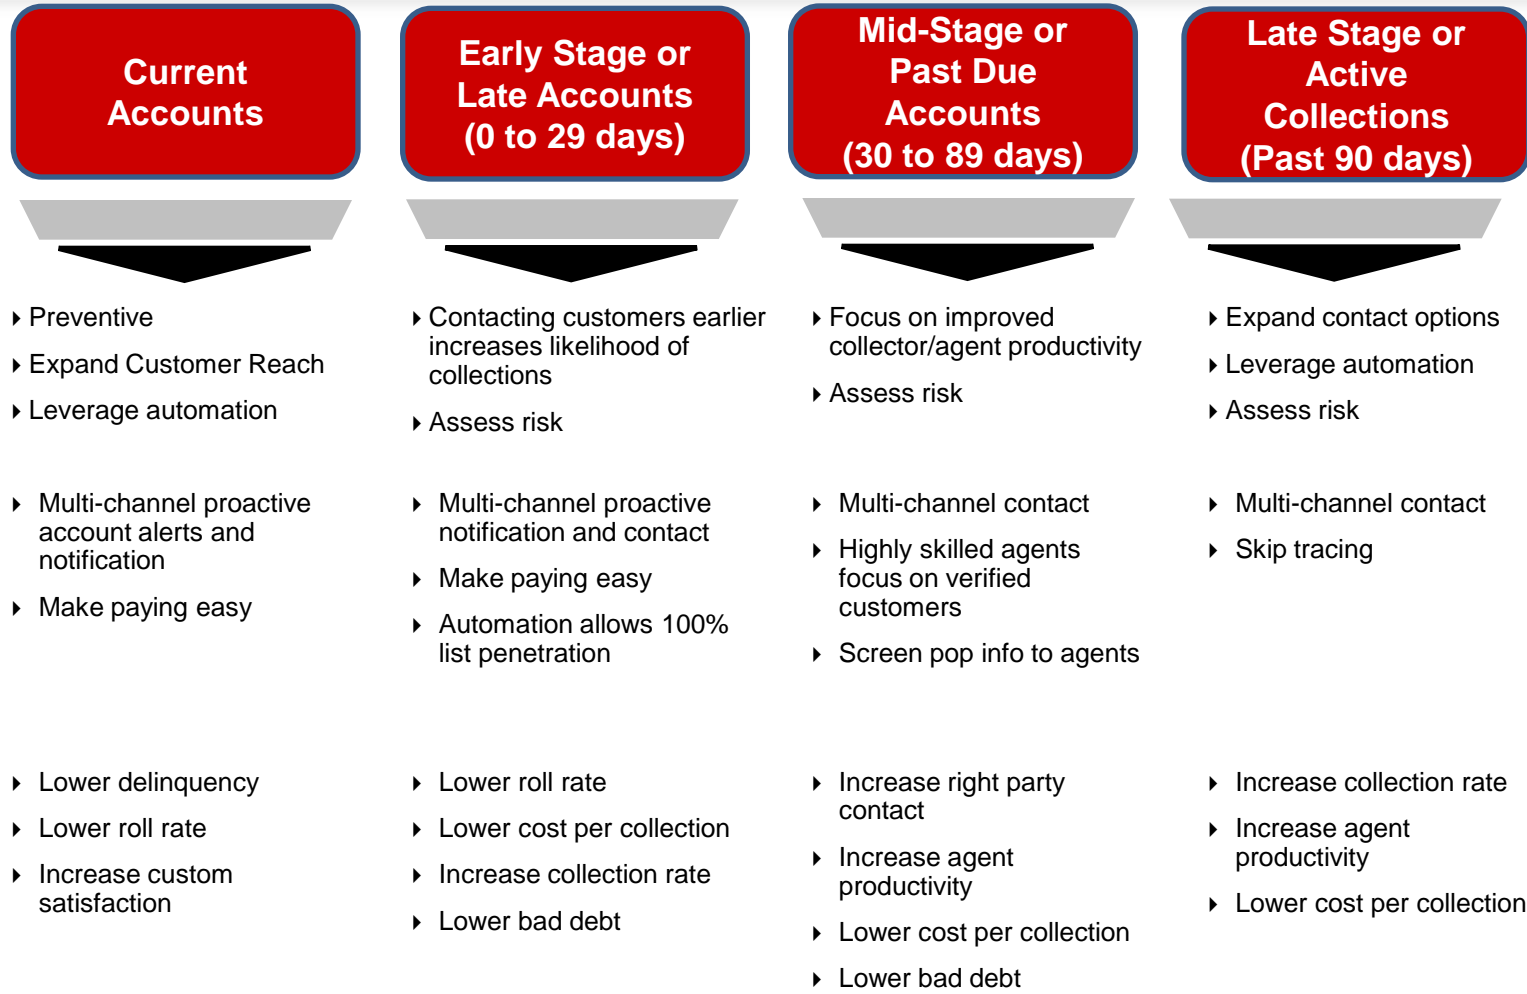 Current
Accounts
Early Stage or
Late Accounts
(0 to 29 days)
Mid-Stage or
Past Due
Accounts
(30 to 89 days)
Late Stage or
Active
Collections
(Past 90 days)
Preventive
Expand Customer Reach
Leverage automation
Contacting customers earlier
increases likelihood of
collections
Assess risk
Focus on improved
collector/agent productivity
Assess risk
Expand contact options
Leverage automation
Assess risk
Multi-channel proactive
account alerts and
notification
Make paying easy
Multi-channel proactive
notification and contact
Make paying easy
Automation allows 100%
list penetration
Multi-channel contact
Highly skilled agents
focus on verified
customers
Screen pop info to agents
Multi-channel contact
Skip tracing
Lower delinquency
Lower roll rate
Increase custom
satisfaction
Lower roll rate
Lower cost per collection
Increase collection rate
Lower bad debt
Increase right party
contact
Increase agent
productivity
Lower cost per collection
Lower bad debt
Increase collection rate
Increase agent
productivity
Lower cost per collection